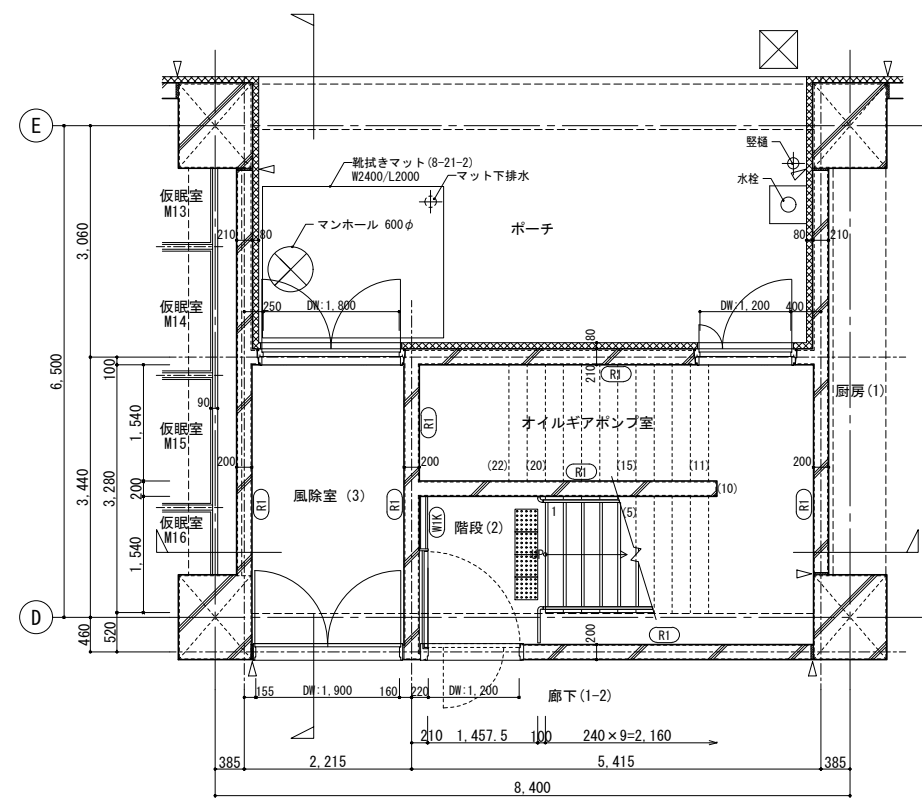 E
D
靴拭きマット(8-21-2)
W2400/L2000
マット下排水
マンホール 600φ
ポーチ
竪樋
水栓
仮眠室
M13
仮眠室
M14
仮眠室
M15
仮眠室
M16
210
80
80
210
250
DW:1,800
DW:1,200
400
80
210
R1
3,060
6,500
100
1,540
3,440
3,280
200
1,540
460
520
90
200
200
200
R1
オイルギアポンプ室
厨房(1)
(22)
(20)
(15)
(11)
R1
(10)
風除室 (3)
R1
R1
W1K
階段(2)
1
(5)
R1
R1
200
155
DW:1,900
160
220
DW:1,200
廊下(1-2)
210
1,457.5
100
240×9=2,160
385
2,215
5,415
385
8,400